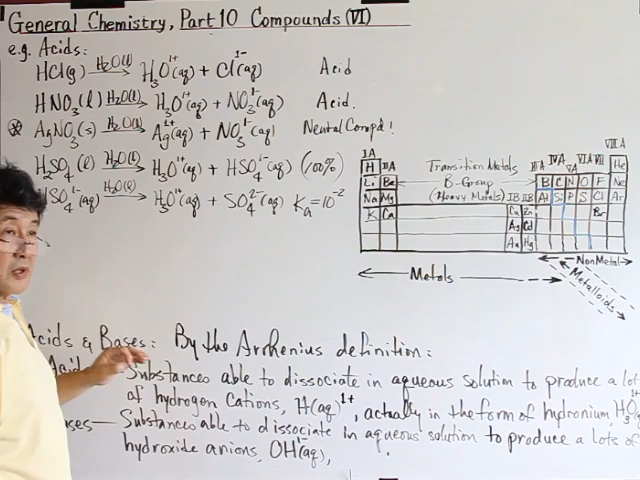 General Chemistry, Part 10 Compounds (VI)
e.g. Acids:
HCl(g) H₂O(l)→ H₃O¹⁺(aq) + Cl¹⁻(aq) Acid
HNO₃(l) H₂O(l)→ H₃O¹⁺(aq) + NO₃¹⁻(aq) Acid.
⊛ AgNO₃(s) H₂O(l)→ Ag¹⁺(aq) + NO₃¹⁻(aq) Neutral Compd!
H₂SO₄(l) H₂O(l)→ H₃O¹⁺(aq) + HSO₄¹⁻(aq) (100%)
HSO₄¹⁻(aq) H₂O(l)→ H₃O¹⁺(aq) + SO₄²⁻(aq) Kₐ=10⁻²
IA IIA IIIA IVA VA VIA VII VIII A
H Transition Metals He
Li Be B-Group B C N O F Ne
Na Mg (Heavy Metals) IB IIB Al Si P S Cl Ar
K Ca Cu Zn Br
Ag Cd
Au Hg
Metals NonMetal
Metalloids
Acids & Bases: By the Arrhenius definition:
Acid Substances able to dissociate in aqueous solution to produce a lot
of hydrogen cations, H(aq)¹⁺, actually in the form of hydronium, H₃O¹⁺
ses— Substances able to dissociate in aqueous solution to produce a lots of
hydroxide anions, OH¹⁻(aq),